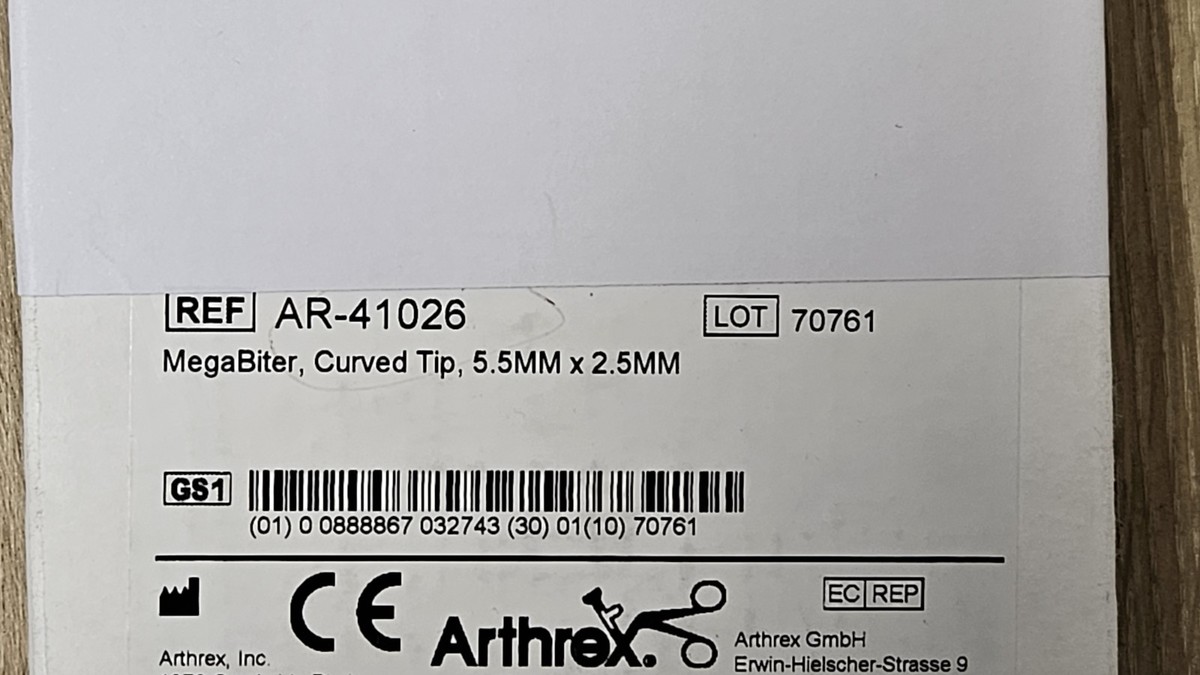 REF AR-41026 LOT 70761
MegaBiter, Curved Tip, 5.5MM x 2.5MM
GS1
(01) 0 0888867 032743 (30) 01(10) 70761
CE
EC REP
Arthrex.
Arthrex, Inc.
Arthrex GmbH
Erwin-Hielscher-Strasse 9